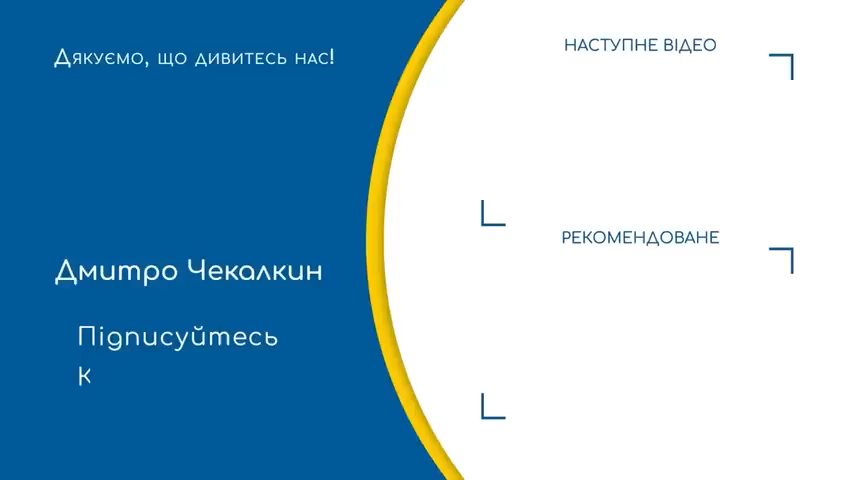 Дякуємо, що дивитесь нас!
НАСТУПНЕ ВІДЕО
РЕКОМЕНДОВАНЕ
Дмитро Чекалкин
Підписуйтесь
К